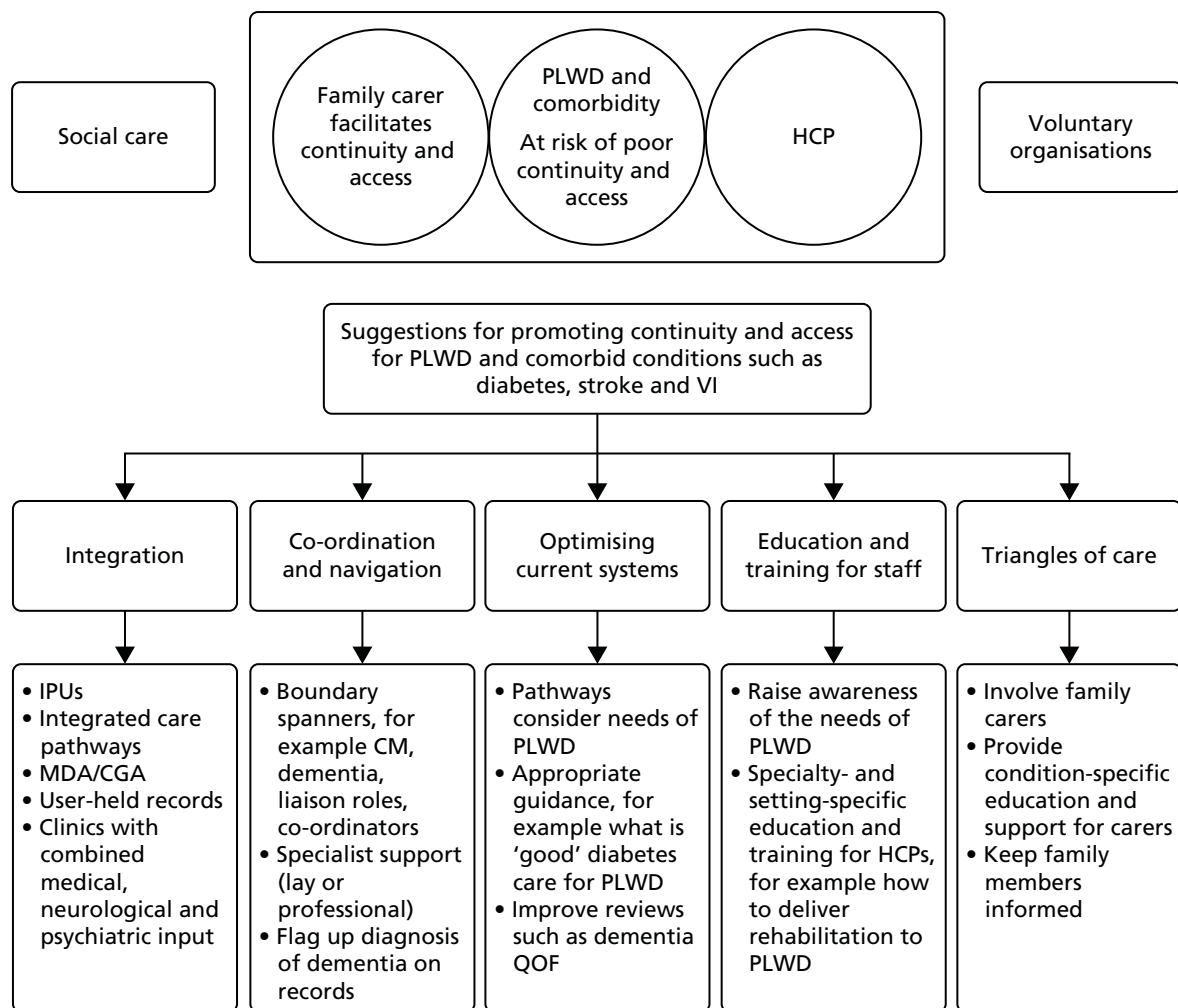 Social care
Family carer
facilitates
continuity and
access
PLWD and
comorbidity
At risk of poor
continuity and
access
HCP
Voluntary
organisations
Suggestions for promoting continuity and access
for PLWD and comorbid conditions such as
diabetes, stroke and VI
Integration
Co-ordination
and navigation
Optimising
current systems
Education and
training for staff
Triangles of care
• IPUs
• Integrated care
pathways
• MDA/CGA
• User-held records
• Clinics with
combined
medical,
neurological and
psychiatric input
• Boundary
spanners, for
example CM,
dementia,
liaison roles,
co-ordinators
• Specialist support
(lay or
professional)
• Flag up diagnosis
of dementia on
records
• Pathways
consider needs of
PLWD
• Appropriate
guidance, for
example what is
‘good’ diabetes
care for PLWD
• Improve reviews
such as dementia
QOF
• Raise awareness
of the needs of
PLWD
• Specialty- and
setting-specific
education and
training for HCPs,
for example how
to deliver
rehabilitation to
PLWD
• Involve family
carers
• Provide
condition-specific
education and
support for carers
• Keep family
members
informed